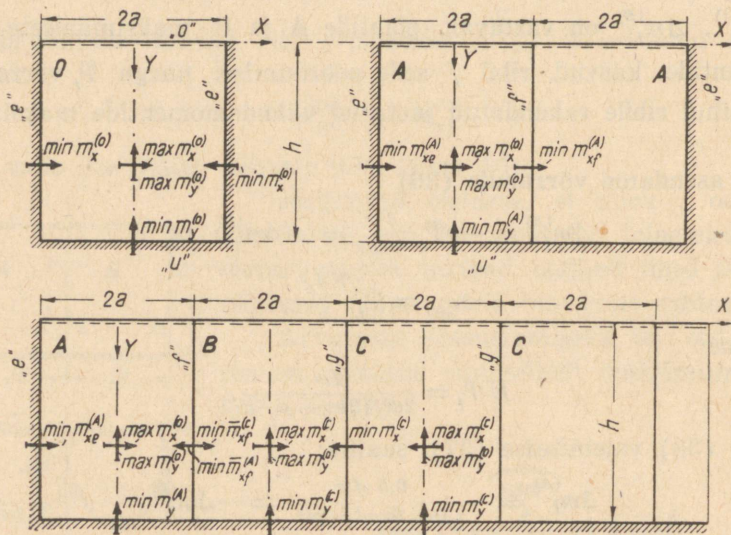 2a 2a 2a
„o" X X
O Y A Y A
„e" „e" „e" „f" „e"
h
min m_x^(o) max m_x^(o) min m_xe^(A) max m_x^(o) min m_xf^(A)
max m_y^(o) min m_x^(o) max m_y^(o)
min m_y^(o) min m_y^(A)
„u" „u"
2a 2a 2a 2a X
A Y B C C
„e" „f" „g" „g"
h
min m_xe^(A) max m_x^(o) min m̅_xf^(C) max m_x^(C) min m_x^(C) max m_x^(C)
max m_y^(o) min m̅_xf^(A) max m_y^(o) max m_y^(o)
min m_y^(A) min m_y^(C) min m_y^(C)